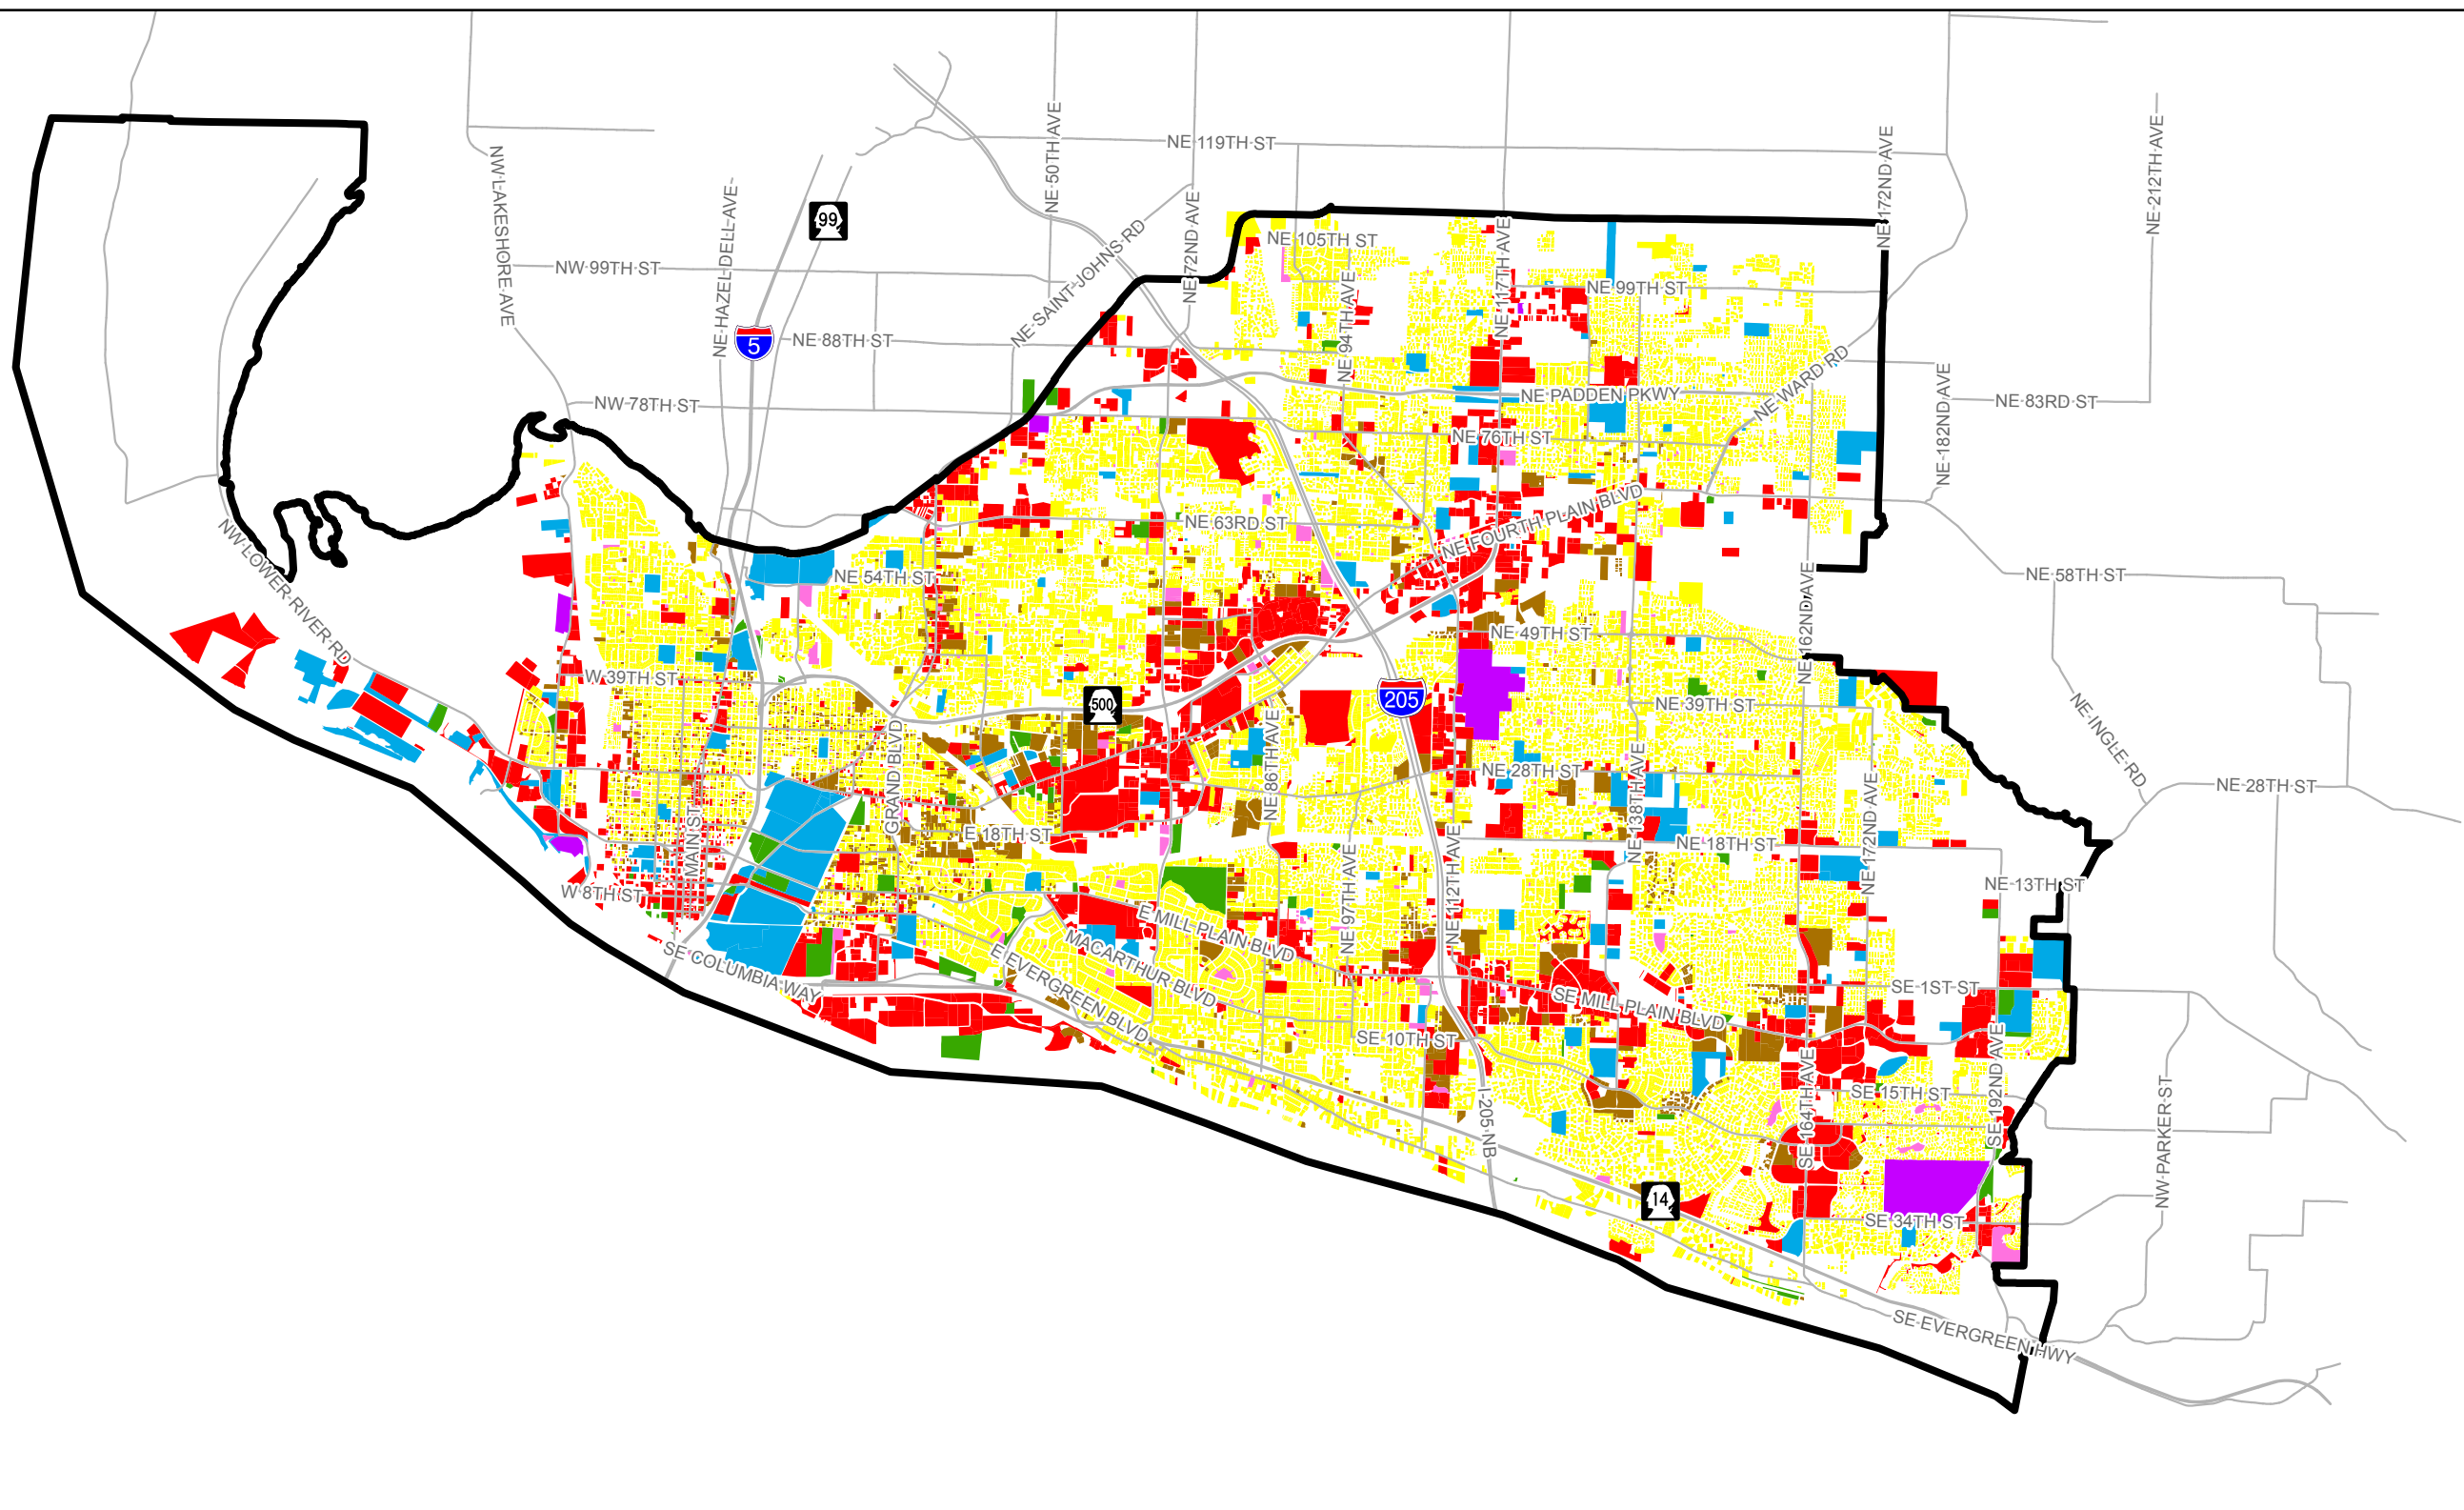 NE 119TH ST
NE 50TH AVE
NE 172ND AVE
NE 212TH AVE
NW LAKESHORE AVE
NE HAZEL DELL AVE
99
NE 72ND AVE
NE SAINT JOHNS RD
NE 105TH ST
NE 117TH AVE
NW 99TH ST
NE 99TH ST
NE 94TH AVE
5
NE 88TH ST
NE WARD RD
NE PADDEN PKWY
NE 182ND AVE
NE 83RD ST
NW 78TH ST
NE 76TH ST
NE FOURTH PLAIN BLVD
NE 63RD ST
NW LOWER RIVER RD
NE 54TH ST
NE 58TH ST
NE 162ND AVE
NE 49TH ST
W 39TH ST
500
205
NE 39TH ST
NE INGLE RD
GRAND BLVD
NE 86TH AVE
NE 28TH ST
NE 138TH AVE
NE 172ND AVE
NE 28TH ST
MAIN ST
E 18TH ST
NE 112TH AVE
NE 18TH ST
NE 97TH AVE
W 8TH ST
NE 13TH ST
E MILL PLAIN BLVD
MACARTHUR BLVD
E EVERGREEN BLVD
SE COLUMBIA WAY
SE 1ST ST
SE MILL PLAIN BLVD
SE 10TH ST
SE 192ND AVE
SE 164TH AVE
SE 15TH ST
I-205 NB
NW PARKER ST
14
SE 34TH ST
SE EVERGREEN HWY